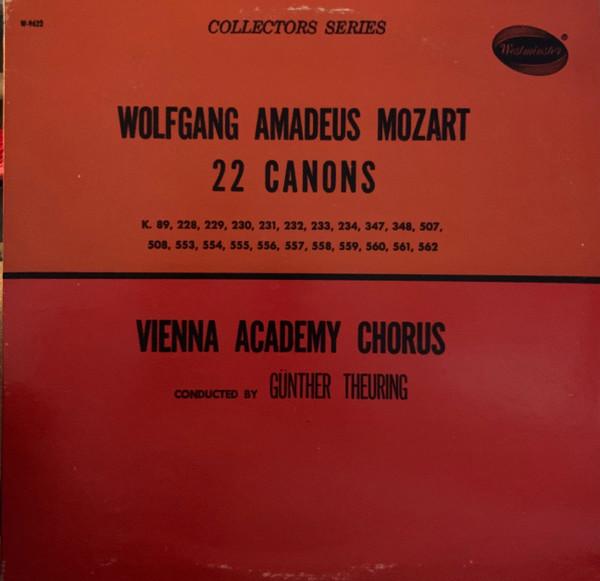 W-9622
COLLECTORS SERIES
Westminster ®
WOLFGANG AMADEUS MOZART
22 CANONS
K. 89, 228, 229, 230, 231, 232, 233, 234, 347, 348, 507,
508, 553, 554, 555, 556, 557, 558, 559, 560, 561, 562
VIENNA ACADEMY CHORUS
CONDUCTED BY GÜNTHER THEURING